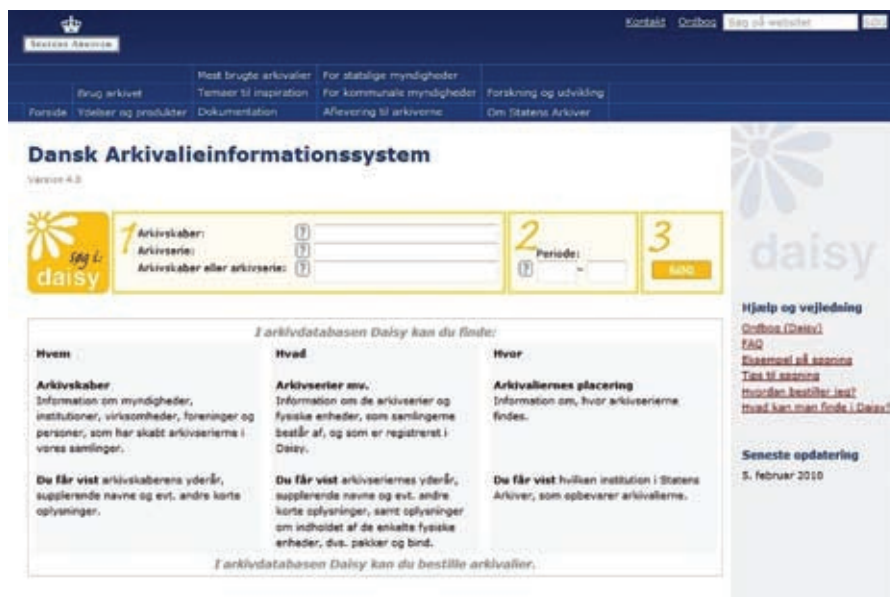 Kontakt Ordbog Søg på websitet SØG
STATENS ARKIVER
Mest brugte arkivalier For statslige myndigheder
Brug arkivet Temaer til inspiration For kommunale myndigheder Forskning og udvikling
Forside Ydelser og produkter Dokumentation Aflevering til arkiverne Om Statens Arkiver
Dansk Arkivalieinformationssystem
Version 4.0
søg i:
daisy
1
Arkivskaber: ?
Arkivserie: ?
Arkivskaber eller arkivserie: ?
2
Periode:
? -
3
SØG
daisy
I arkivdatabasen Daisy kan du finde:
Hvem
Arkivskaber
Information om myndigheder,
institutioner, virksomheder, foreninger og
personer, som har skabt arkivserierne i
vores samlinger.
Du får vist arkivskaberens yderår,
supplerende navne og evt. andre korte
oplysninger.
Hvad
Arkivserier mv.
Information om de arkivserier og
fysiske enheder, som samlingerne
består af, og som er registreret i
Daisy.
Du får vist arkivseriernes yderår,
supplerende navne og evt. andre
korte oplysninger, samt oplysninger
om indholdet af de enkelte fysiske
enheder, dvs. pakker og bind.
Hvor
Arkivaliernes placering
Information om, hvor arkivserierne
findes.
Du får vist hvilken institution i Statens
Arkiver, som opbevarer arkivalierne.
I arkivdatabasen Daisy kan du bestille arkivalier.
Hjælp og vejledning
Ordbog (Daisy)
FAQ
Eksempel på søgning
Tips til søgning
Hvordan bestiller jeg?
Hvad kan man finde i Daisy?
Seneste opdatering
5. februar 2010